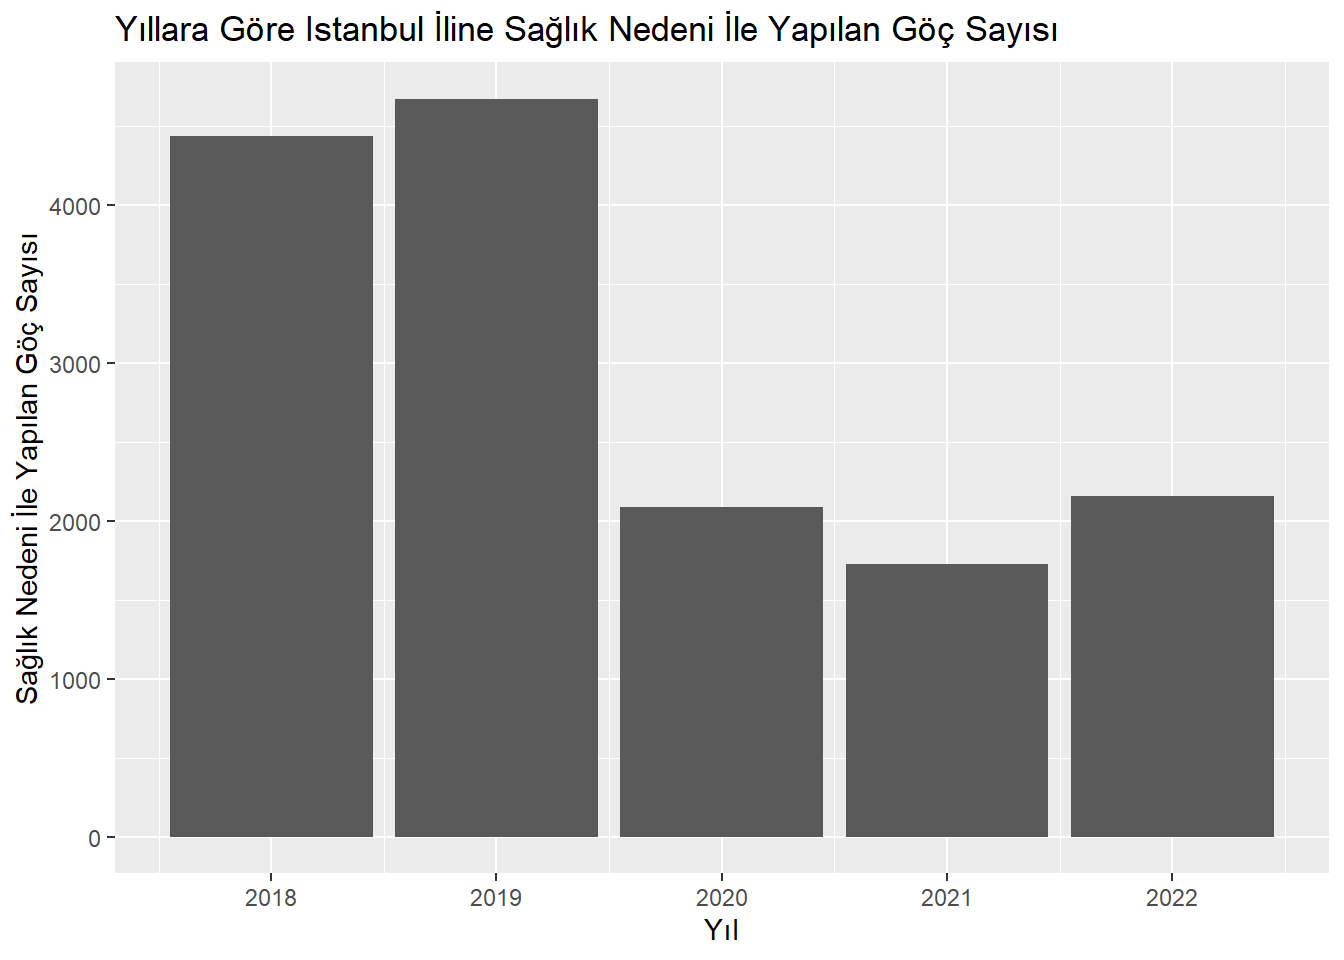 Yıllara Göre Istanbul İline Sağlık Nedeni İle Yapılan Göç Sayısı
Sağlık Nedeni İle Yapılan Göç Sayısı
4000
3000
2000
1000
0
2018 2019 2020 2021 2022
Yıl